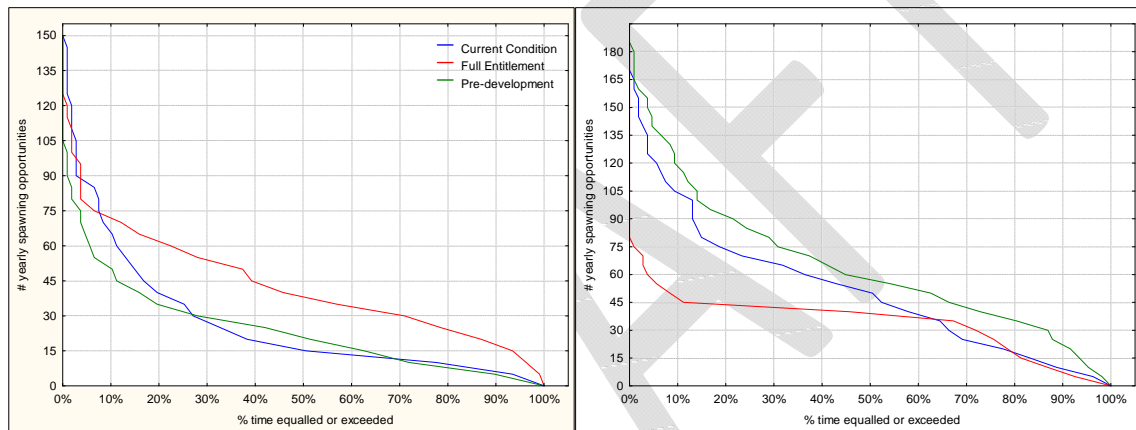 150
135
120
105
90
75
60
45
30
15
0
# yearly spawning opportunities
Current Condition
Full Entitlement
Pre-development
0% 10% 20% 30% 40% 50% 60% 70% 80% 90% 100%
% time equalled or exceeded
180
165
150
135
120
105
90
75
60
45
30
15
0
# yearly spawning opportunities
0% 10% 20% 30% 40% 50% 60% 70% 80% 90% 100%
% time equalled or exceeded